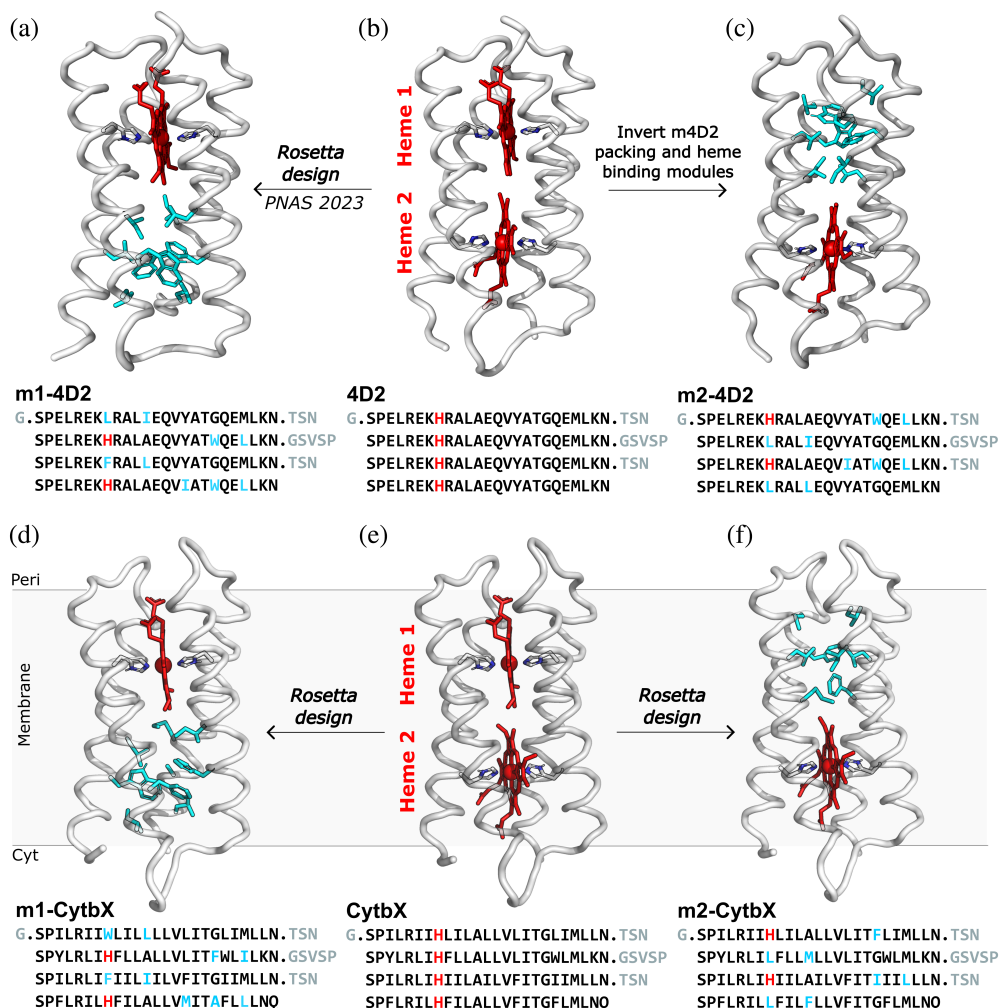 (a)
(b)
(c)
Heme 1
Heme 2
Rosetta
design
PNAS 2023
Invert m4D2
packing and heme
binding modules
m1-4D2
G.SPELREKLRALIEQVYATGQEMLKN.TSN
SPELREKHRALAEQVYATWQELLKN.GSVSP
SPELREKFRALLEQVYATGQEMLKN.TSN
SPELREKHRALAEQVIATWQELLKN
4D2
G.SPELREKHRALAEQVYATGQEMLKN.TSN
SPELREKHRALAEQVYATGQEMLKN.GSVSP
SPELREKHRALAEQVYATGQEMLKN.TSN
SPELREKHRALAEQVYATGQEMLKN
m2-4D2
G.SPELREKHRALAEQVYATWQELLKN.TSN
SPELREKLRALIEQVYATGQEMLKN.GSVSP
SPELREKHRALAEQVIATWQELLKN.TSN
SPELREKLRALLEQVYATGQEMLKN
(d)
(e)
(f)
Peri
Membrane
Cyt
Heme 1
Heme 2
Rosetta
design
Rosetta
design
m1-CytbX
G.SPILRIIWLILLLLLVLITGLIMLLN.TSN
SPYLRLIHFLLALLVLITFWLILKN.GSVSP
SPILRLIFIILIILVFITGIIMLLN.TSN
SPFLRLIHFILALLVMITAFLLLNQ
CytbX
G.SPILRIIHLILALLVLITGLIMLLN.TSN
SPYLRLIHFLLALLVLITGWLMLKN.GSVSP
SPILRLIHIILAILVFITGIIMLLN.TSN
SPFLRLIHFILALLVFITGFLMLNQ
m2-CytbX
G.SPILRIIHLILALLVLITFLIMLLN.TSN
SPYLRLILFLLMLLVLITGWLMLKN.GSVSP
SPILRLIHIILAILVFITIIILLLN.TSN
SPFLRILLFILFLLVFITGFLMLNQ